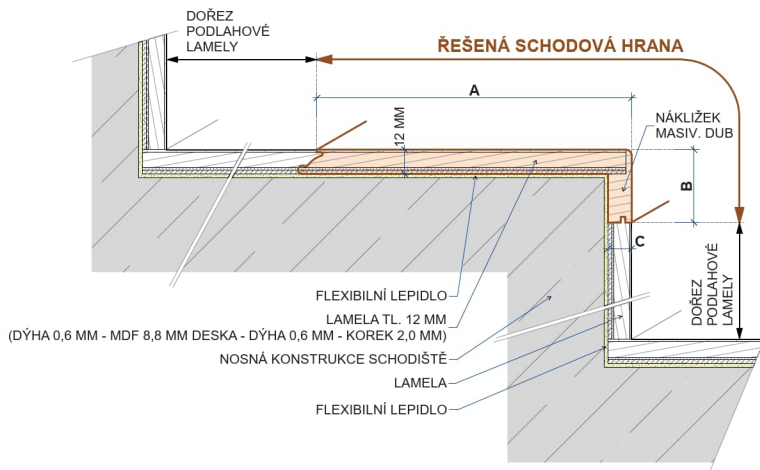 DOŘEZ
PODLAHOVÉ
LAMELY
ŘEŠENÁ SCHODOVÁ HRANA
A
12 MM
NÁKLIŽEK
MASIV. DUB
B
C
DOŘEZ
PODLAHOVÉ
LAMELY
FLEXIBILNÍ LEPIDLO
LAMELA TL. 12 MM
(DÝHA 0,6 MM - MDF 8,8 MM DESKA - DÝHA 0,6 MM - KOREK 2,0 MM)
NOSNÁ KONSTRUKCE SCHODIŠTĚ
LAMELA
FLEXIBILNÍ LEPIDLO